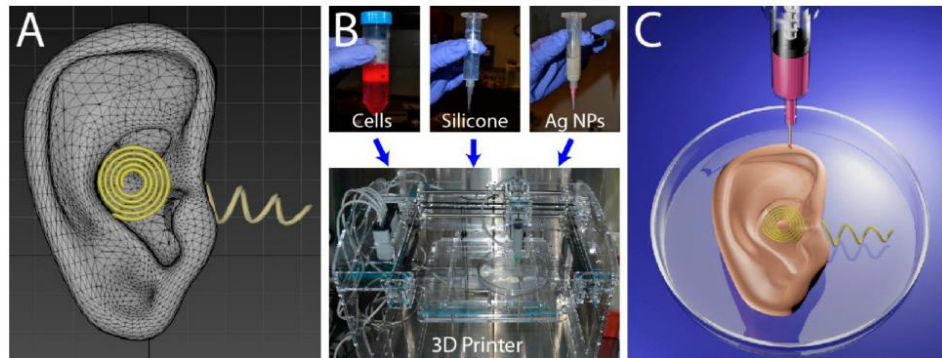 A
B
C
Cells
Silicone
Ag NPs
3D Printer